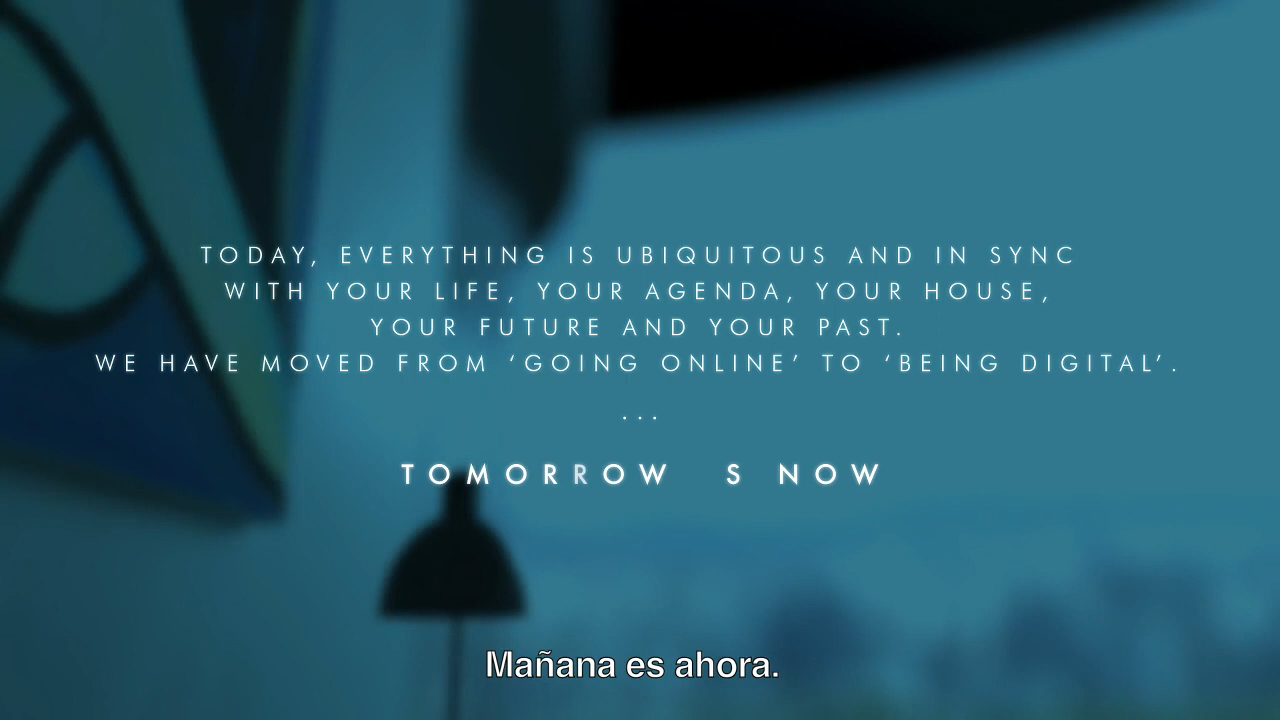 TODAY, EVERYTHING IS UBIQUITOUS AND IN SYNC
WITH YOUR LIFE, YOUR AGENDA, YOUR HOUSE,
YOUR FUTURE AND YOUR PAST.
WE HAVE MOVED FROM ‘GOING ONLINE’ TO ‘BEING DIGITAL’.
...
TOMORROW S NOW
Mañana es ahora.